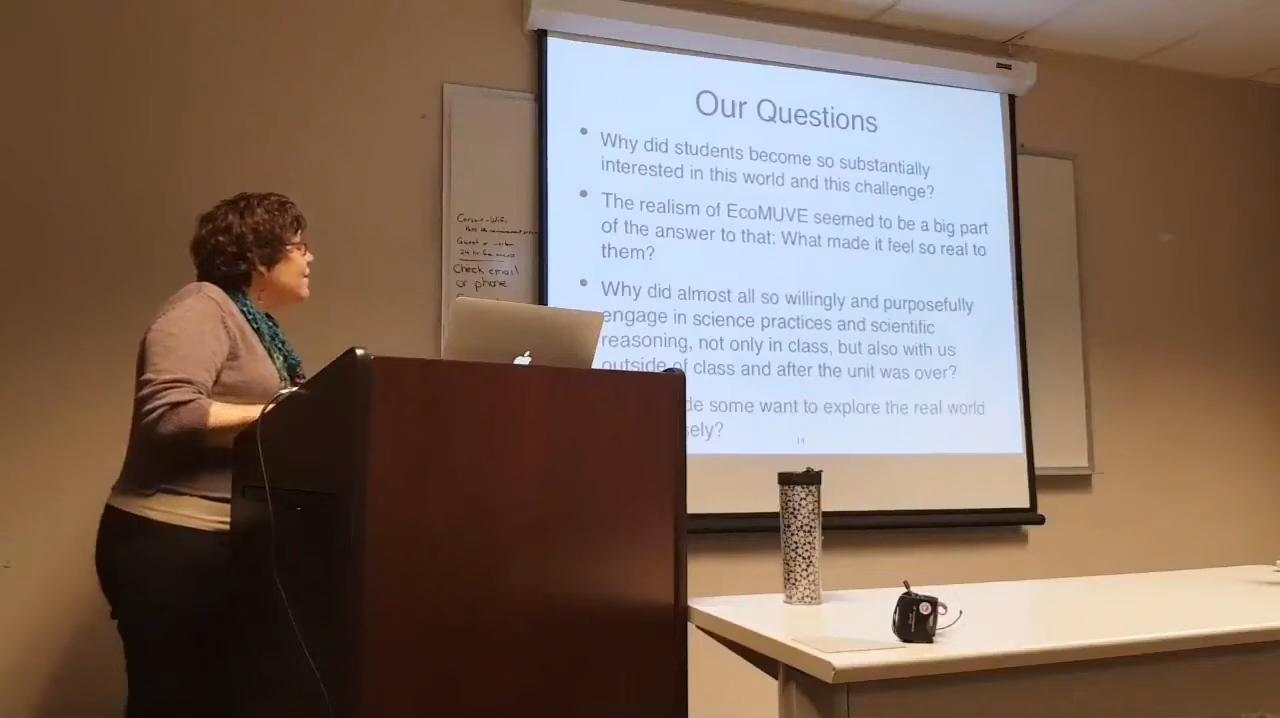 Our Questions
• Why did students become so substantially
interested in this world and this challenge?
• The realism of EcoMUVE seemed to be a big part
of the answer to that: What made it feel so real to
them?
• Why did almost all so willingly and purposefully
engage in science practices and scientific
reasoning, not only in class, but also with us
outside of class and after the unit was over?
de some want to explore the real world
sely?
14
Check email
or phone